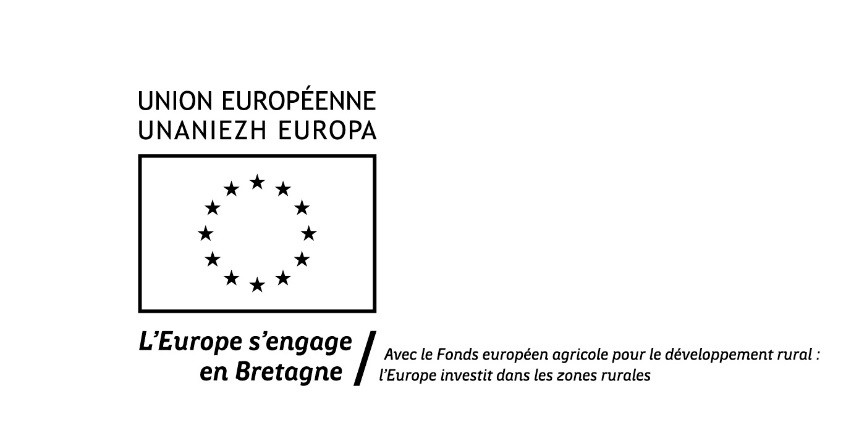 UNION EUROPÉENNE
UNANIEZH EUROPA
L’Europe s’engage
en Bretagne
/
Avec le Fonds européen agricole pour le développement rural :
l’Europe investit dans les zones rurales